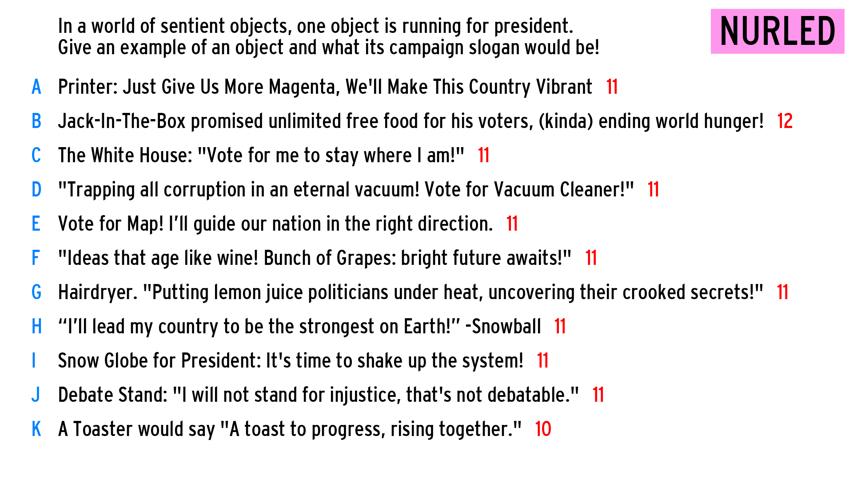 In a world of sentient objects, one object is running for president.
Give an example of an object and what its campaign slogan would be!
NURLED
A Printer: Just Give Us More Magenta, We'll Make This Country Vibrant 11
B Jack-In-The-Box promised unlimited free food for his voters, (kinda) ending world hunger! 12
C The White House: "Vote for me to stay where I am!" 11
D "Trapping all corruption in an eternal vacuum! Vote for Vacuum Cleaner!" 11
E Vote for Map! I’ll guide our nation in the right direction. 11
F "Ideas that age like wine! Bunch of Grapes: bright future awaits!" 11
G Hairdryer. "Putting lemon juice politicians under heat, uncovering their crooked secrets!" 11
H “I’ll lead my country to be the strongest on Earth!” -Snowball 11
I Snow Globe for President: It's time to shake up the system! 11
J Debate Stand: "I will not stand for injustice, that's not debatable." 11
K A Toaster would say "A toast to progress, rising together." 10